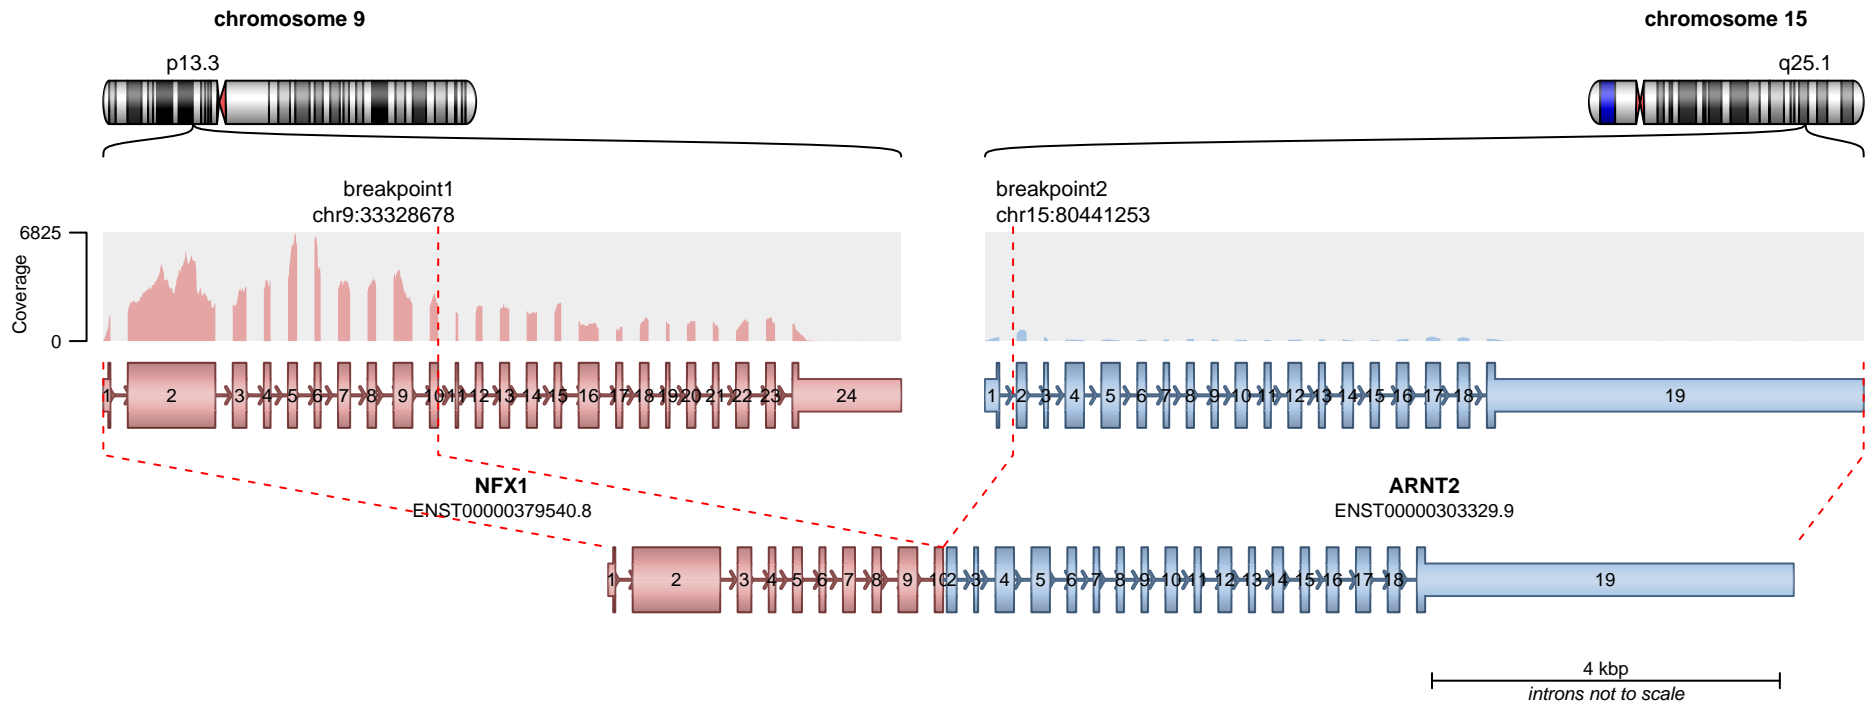 chromosome 9
chromosome 15
p13.3
q25.1
breakpoint1
chr9:33328678
breakpoint2
chr15:80441253
6825
Coverage
0
1 2 3 4 5 6 7 8 9 10 11 12 13 14 15 16 17 18 19 20 21 22 23 24
1 2 3 4 5 6 7 8 9 10 11 12 13 14 15 16 17 18 19
NFX1
ENST00000379540.8
ARNT2
ENST00000303329.9
1 2 3 4 5 6 7 8 9 10 2 3 4 5 6 7 8 9 10 11 12 13 14 15 16 17 18 19
4 kbp
introns not to scale